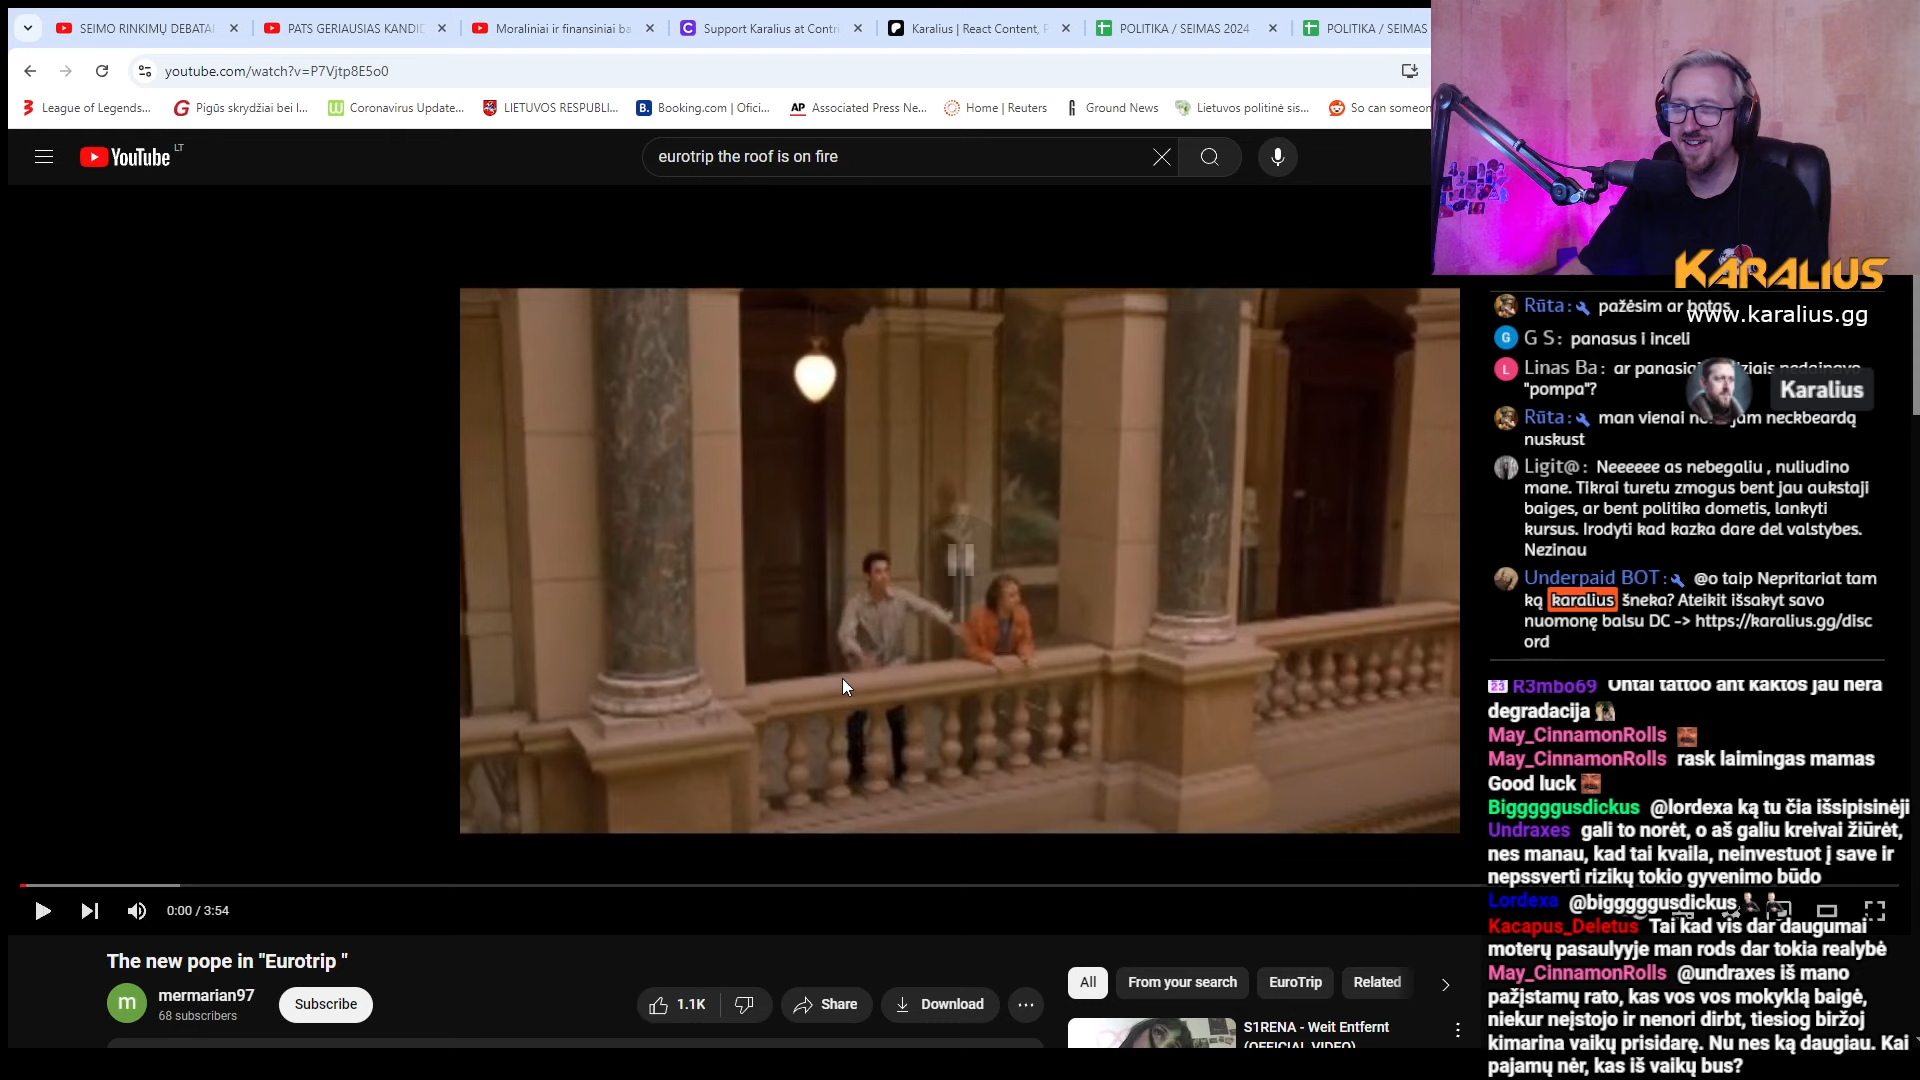 SEIMO RINKIMŲ DEBATAI
PATS GERIAUSIAS KANDID
Moraliniai ir finansiniai ba
Support Karalius at Contri
Karalius | React Content, P
POLITIKA / SEIMAS 2024
POLITIKA / SEIMAS
youtube.com/watch?v=P7Vjtp8E5o0
League of Legends...
Pigūs skrydžiai bei l...
Coronavirus Update...
LIETUVOS RESPUBLI...
B. Booking.com | Ofici...
AP Associated Press Ne...
Home | Reuters
Ground News
Lietuvos politinė sis...
So can someon
YouTube LT
eurotrip the roof is on fire
KARALIUS
www.karalius.gg
Rūta: pažėsim ar botas
G S: panasus i inceli
Linas Ba: ar panasiai
"pompa"?
Karalius
Rūta: man vienai jam neckbeardą
nuskust
Ligit@: Neeeeee as nebegaliu , nuliudino
mane. Tikrai turetu zmogus bent jau aukstaji
baiges, ar bent politika dometis, lankyti
kursus. Irodyti kad kazka dare del valstybes.
Nezinau
Underpaid BOT: @o taip Nepritariat tam
ką karalius šneka? Ateikit išsakyt savo
nuomonę balsu DC -> https://karalius.gg/disc
ord
23 R3mbo69 Ontai tattoo ant kaktos jau nera
degradacija
May_CinnamonRolls
May_CinnamonRolls rask laimingas mamas
Good luck
Bigggggusdickus @lordexa ką tu čia išsipisinėji
Undraxes gali to norėt, o aš galiu kreivai žiūrėt,
nes manau, kad tai kvaila, neinvestuot į save ir
nepssverti rizikų tokio gyvenimo būdo
Lordexa @bigggggusdickus
Kacapus_Deletus Tai kad vis dar daugumai
moterų pasaulyyje man rods dar tokia realybė
May_CinnamonRolls @undraxes iš mano
pažįstamų rato, kas vos vos mokyklą baigė,
niekur neįstojo ir nenori dirbt, tiesiog biržoj
kimarina vaikų prisidarę. Nu nes ką daugiau. Kai
pajamų nėr, kas iš vaikų bus?
0:00 / 3:54
The new pope in "Eurotrip "
m mermarian97
68 subscribers
Subscribe
1.1K
Share
Download
All
From your search
EuroTrip
Related
S1RENA - Weit Entfernt
(OFFICIAL VIDEO)